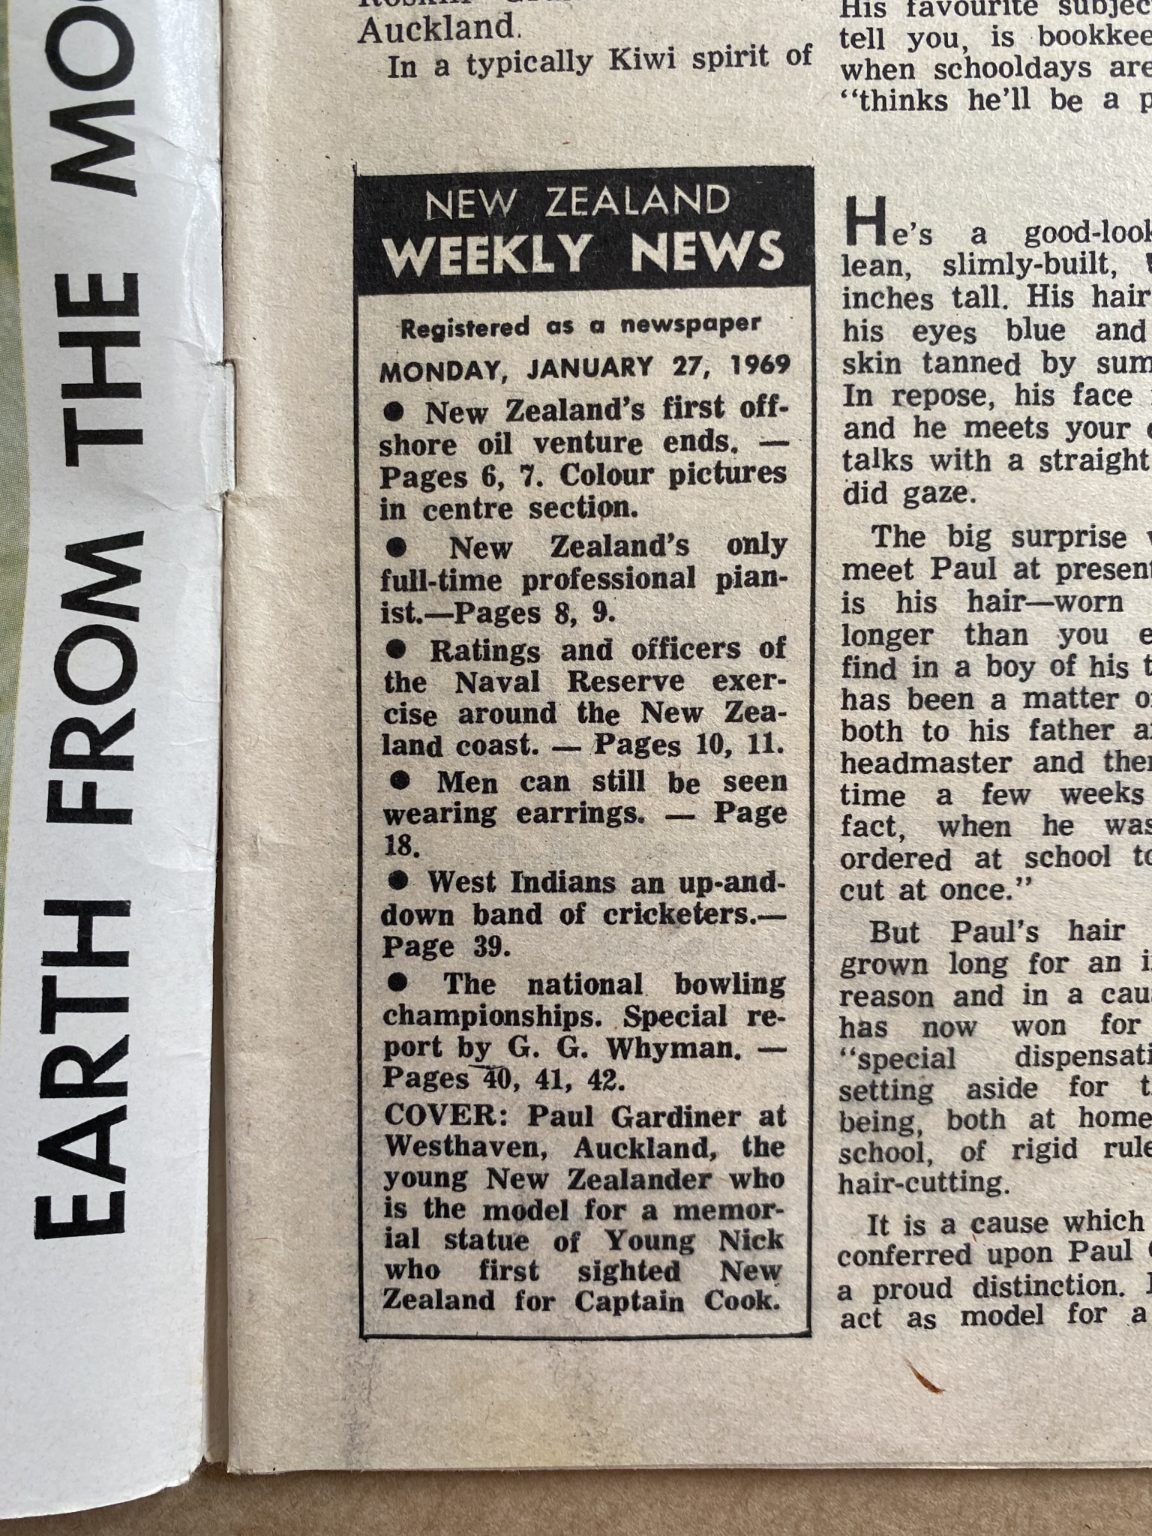 EARTH FROM THE
Auckland.
In a typically Kiwi spirit of
NEW ZEALAND
WEEKLY NEWS
Registered as a newspaper
MONDAY, JANUARY 27, 1969
● New Zealand's first off-
shore oil venture ends. —
Pages 6, 7. Colour pictures
in centre section.
● New Zealand's only
full-time professional pian-
ist.—Pages 8, 9.
● Ratings and officers of
the Naval Reserve exer-
cise around the New Zea-
land coast. — Pages 10, 11.
● Men can still be seen
wearing earrings. — Page
18.
● West Indians an up-and-
down band of cricketers.—
Page 39.
● The national bowling
championships. Special re-
port by G. G. Whyman. —
Pages 40, 41, 42.
COVER: Paul Gardiner at
Westhaven, Auckland, the
young New Zealander who
is the model for a memor-
ial statue of Young Nick
who first sighted New
Zealand for Captain Cook.
His favourite
tell you, is
when schooldays are
"thinks he'll be a
He's a
lean, slimly-built,
inches tall. His hair
his eyes blue and
skin tanned by
In repose, his face
and he meets your
talks with a straight
did gaze.
The big surprise
meet Paul at present
is his hair—worn
longer than you
find in a boy of his
has been a matter
both to his father
headmaster and
time a few weeks
fact, when he was
ordered at school
cut at once."
But Paul's hair
grown long for an
reason and in a
has now won for
"special
setting aside for
being, both at home
school, of rigid
hair-cutting.
It is a cause which
conferred upon Paul
a proud distinction.
act as model for a